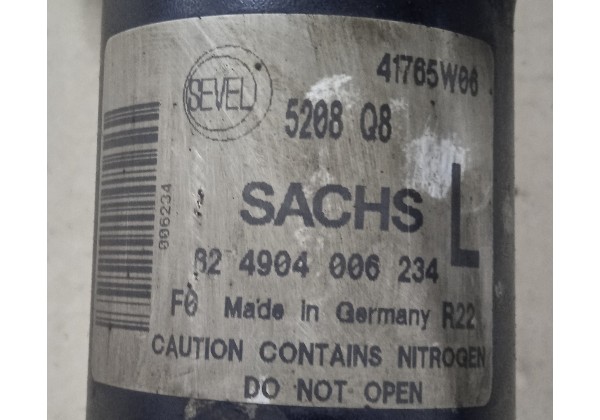 41765W06
SEVEL
5208 Q8
SACHS L
82 4904 006 234
F0 Made in Germany R22
CAUTION CONTAINS NITROGEN
DO NOT OPEN
006234